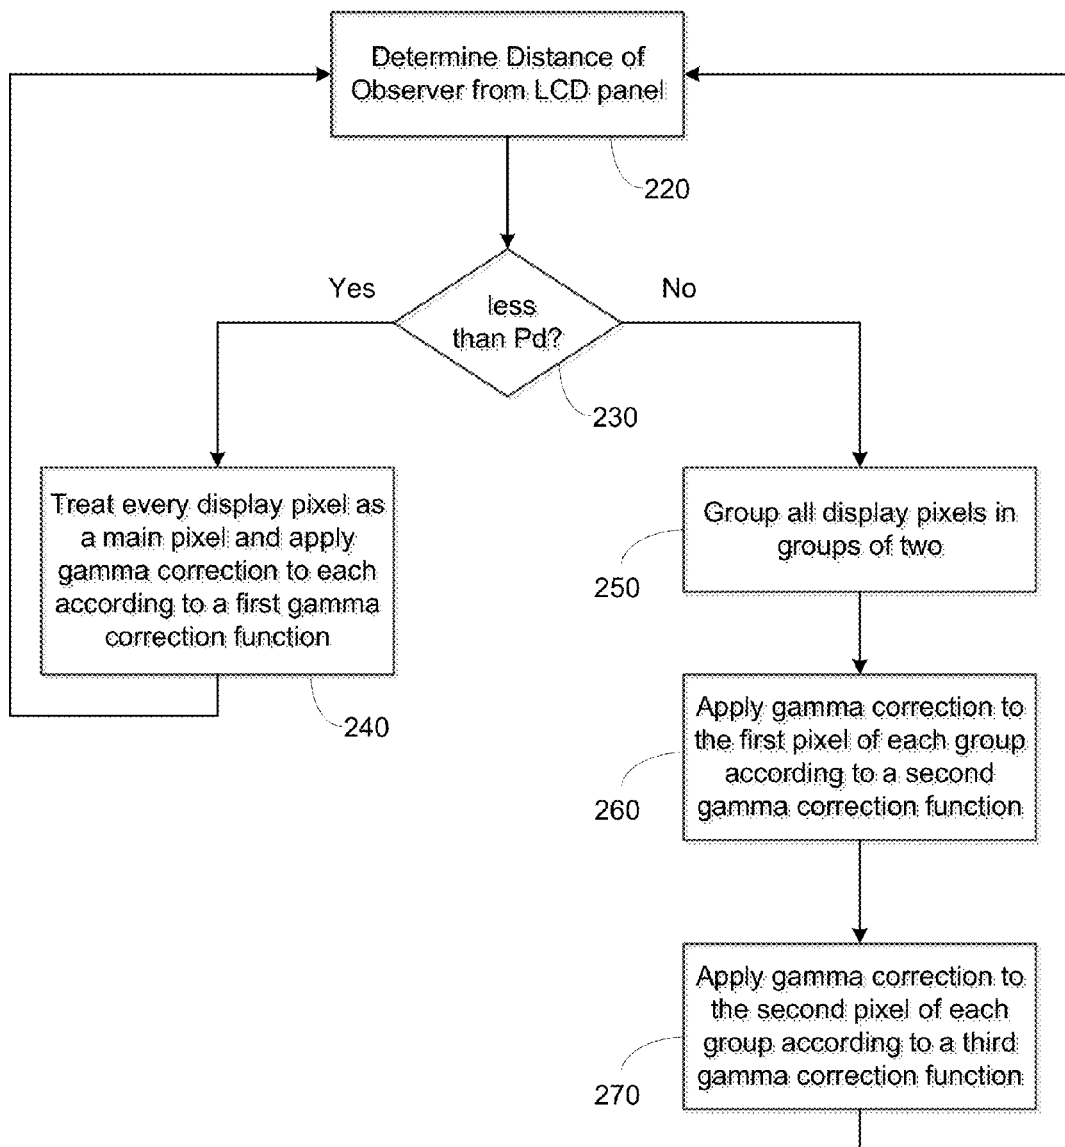 Determine Distance of
Observer from LCD panel
220
Yes
No
less
than Pd?
230
Treat every display pixel as
a main pixel and apply
gamma correction to each
according to a first gamma
correction function
240
Group all display pixels in
groups of two
250
Apply gamma correction to
the first pixel of each group
according to a second
gamma correction function
260
Apply gamma correction to
the second pixel of each
group according to a third
gamma correction function
270